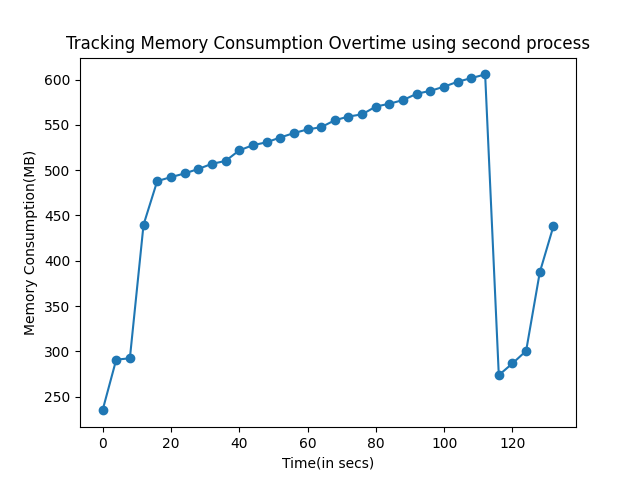 Tracking Memory Consumption Overtime using second process
600
550
500
450
400
350
300
250
Memory Consumption(MB)
0 20 40 60 80 100 120
Time(in secs)